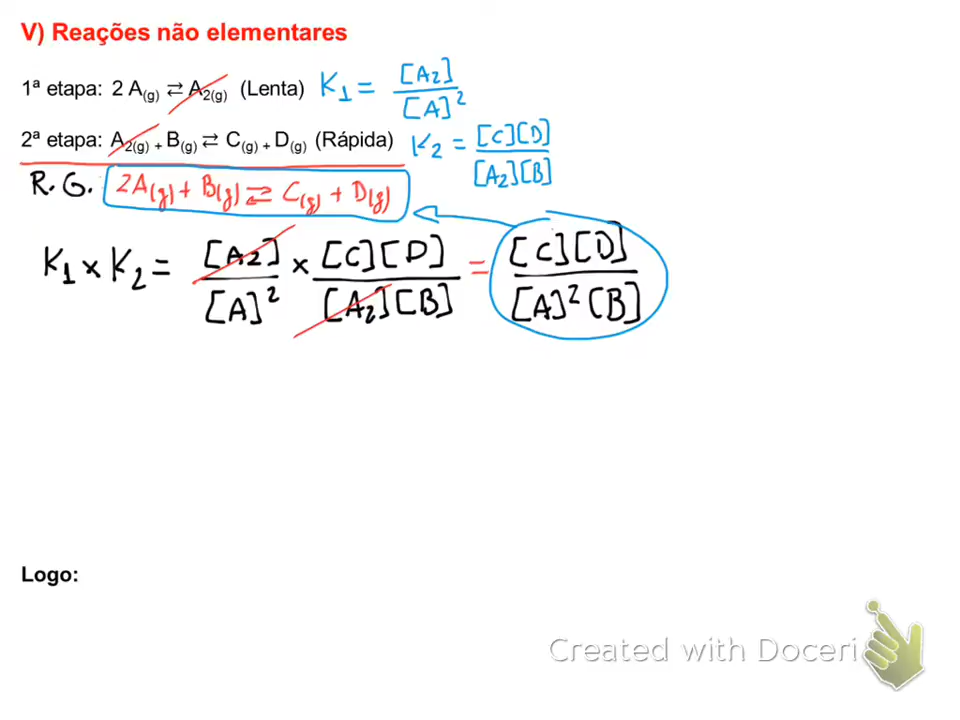 V) Reações não elementares
1ª etapa: 2 A(g) ⇄ A2(g) (Lenta) K1 = [A2] / [A]²
2ª etapa: A2(g) + B(g) ⇄ C(g) + D(g) (Rápida) K2 = [C][D] / [A2][B]
R.G. 2A(g) + B(g) ⇄ C(g) + D(g)
K1 x K2 = [A2] / [A]² x [C][D] / [A2][B] = [C][D] / [A]²[B]
Logo:
Created with Doceri